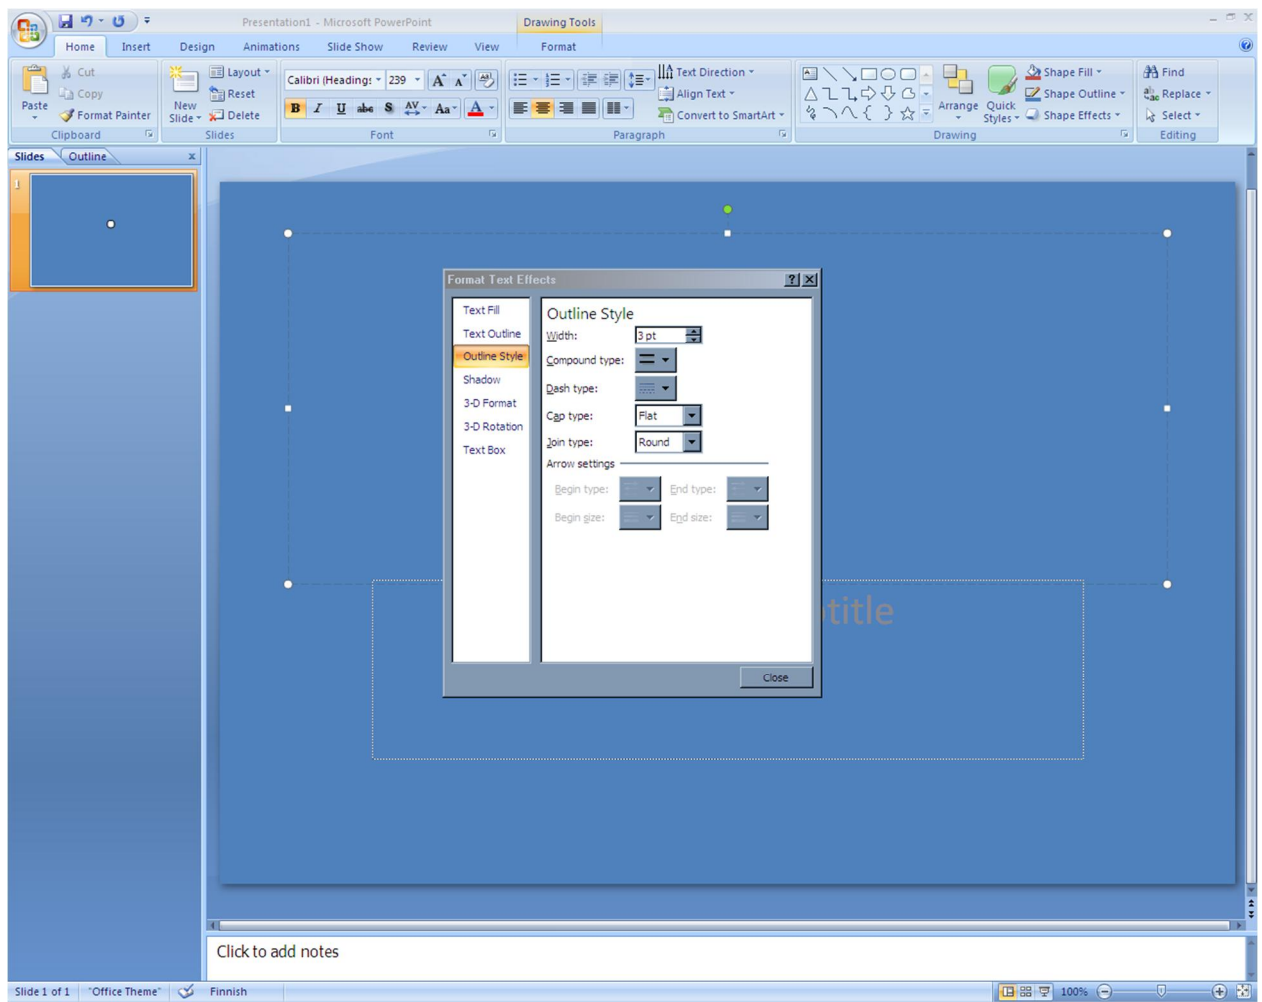 Presentation1 - Microsoft PowerPoint
Drawing Tools
Home Insert Design Animations Slide Show Review View Format
Paste
Cut
Copy
Format Painter
Clipboard
New Slide
Layout
Reset
Delete
Slides
Calibri (Headings 239
B I U abc S AV Aa A
Font
Text Direction
Align Text
Convert to SmartArt
Paragraph
Arrange
Quick Styles
Shape Fill
Shape Outline
Shape Effects
Drawing
Find
Replace
Select
Editing
Slides Outline x
1
Format Text Effects
Text Fill
Text Outline
Outline Style
Shadow
3-D Format
3-D Rotation
Text Box
Outline Style
Width: 3 pt
Compound type:
Dash type:
Cap type: Flat
Join type: Round
Arrow settings
Begin type: End type:
Begin size: End size:
Close
title
Click to add notes
Slide 1 of 1 "Office Theme" Finnish 100%